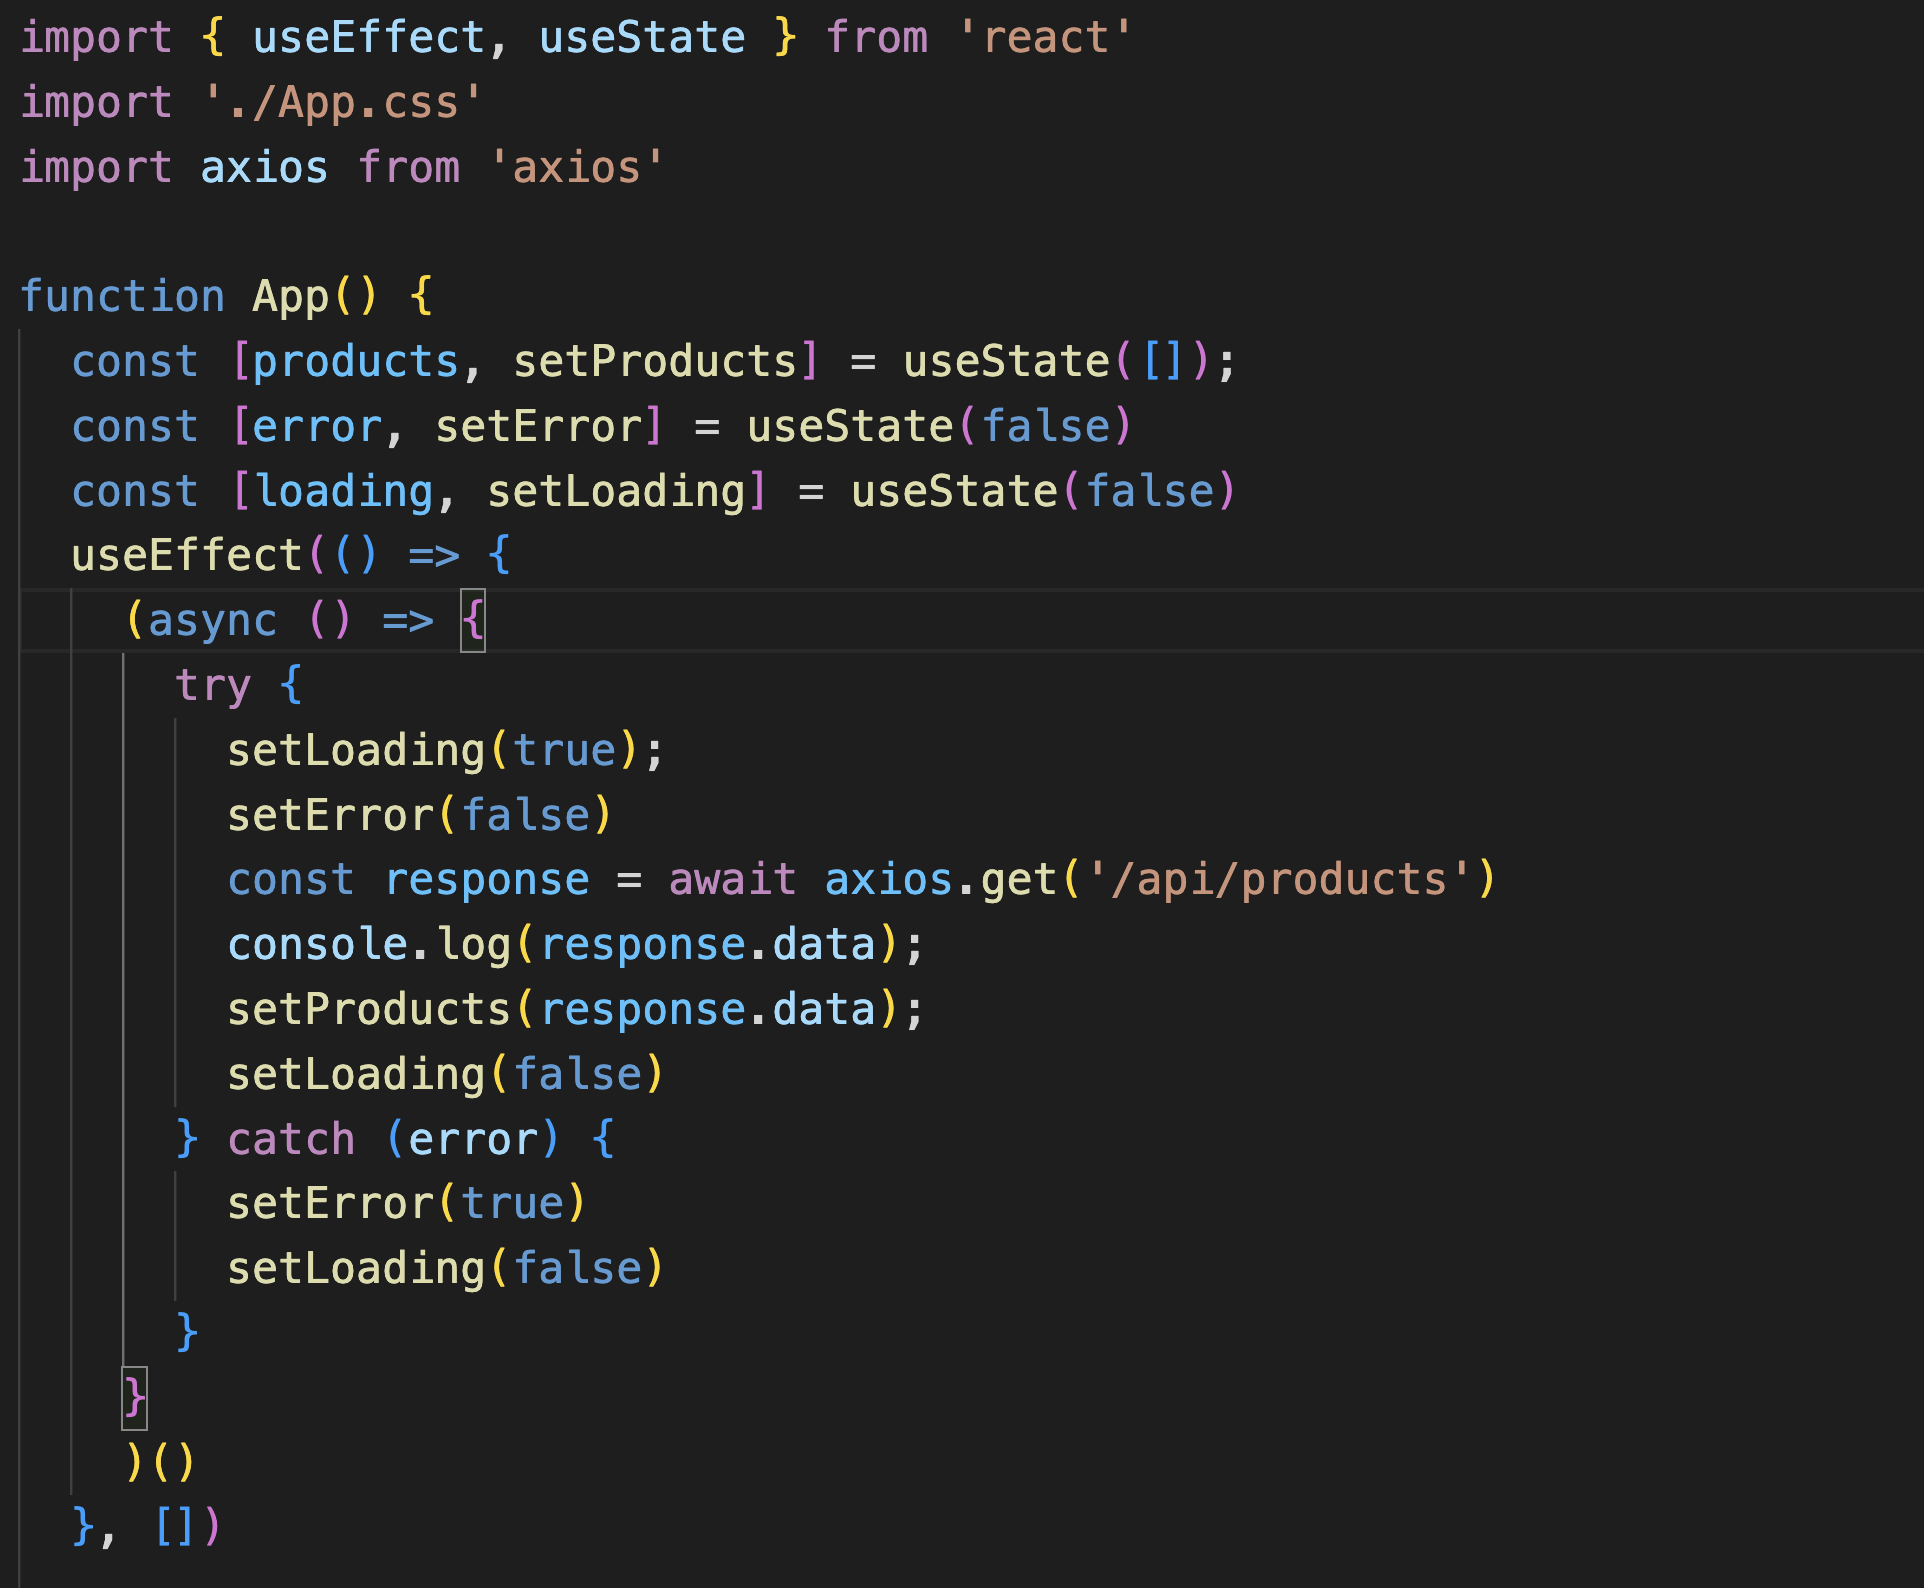 import { useEffect, useState } from 'react'
import './App.css'
import axios from 'axios'

function App() {
  const [products, setProducts] = useState([]);
  const [error, setError] = useState(false)
  const [loading, setLoading] = useState(false)
  useEffect(() => {
    (async () => {
      try {
        setLoading(true);
        setError(false)
        const response = await axios.get('/api/products')
        console.log(response.data);
        setProducts(response.data);
        setLoading(false)
      } catch (error) {
        setError(true)
        setLoading(false)
      }
    }
    )()
  }, [])